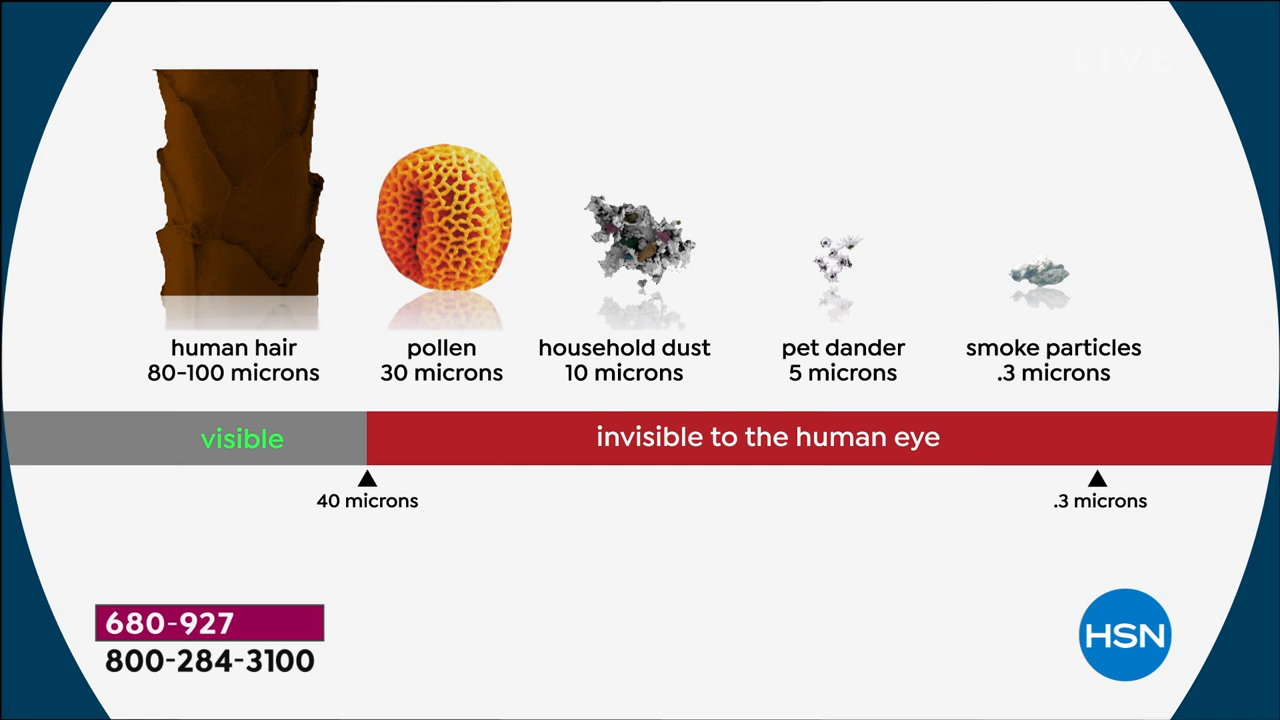 LIVE
human hair
80-100 microns
pollen
30 microns
household dust
10 microns
pet dander
5 microns
smoke particles
.3 microns
visible
invisible to the human eye
40 microns
.3 microns
680-927
800-284-3100
HSN